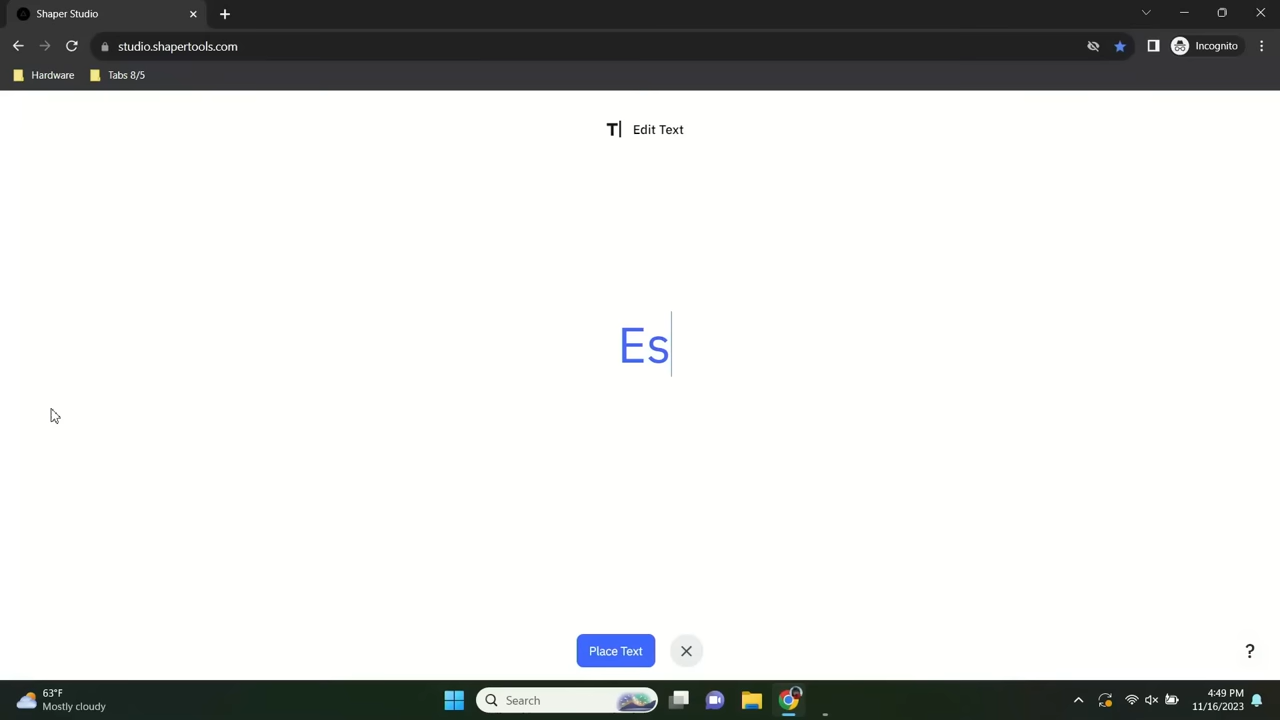 Shaper Studio
studio.shapertools.com
Incognito
Hardware
Tabs 8/5
T| Edit Text
Es
Place Text
?
63°F
Mostly cloudy
Search
4:49 PM
11/16/2023